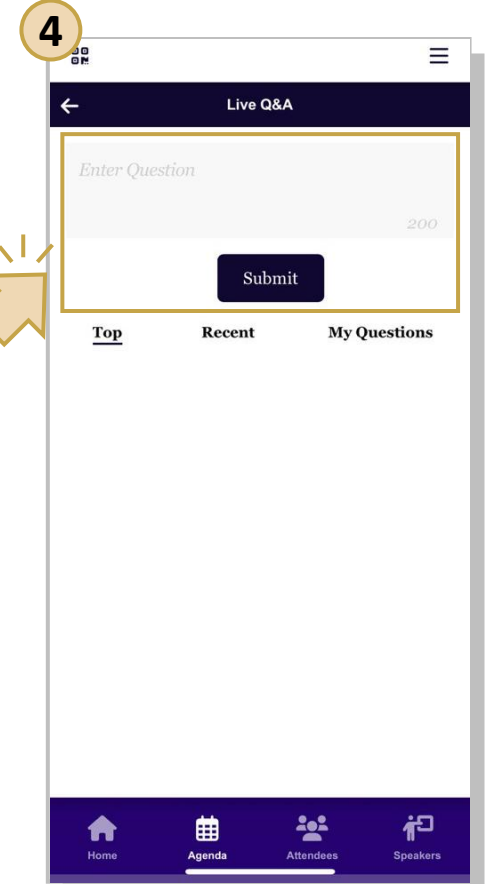 4
Live Q&A
Enter Question
200
Submit
Top Recent My Questions
Home Agenda Attendees Speakers